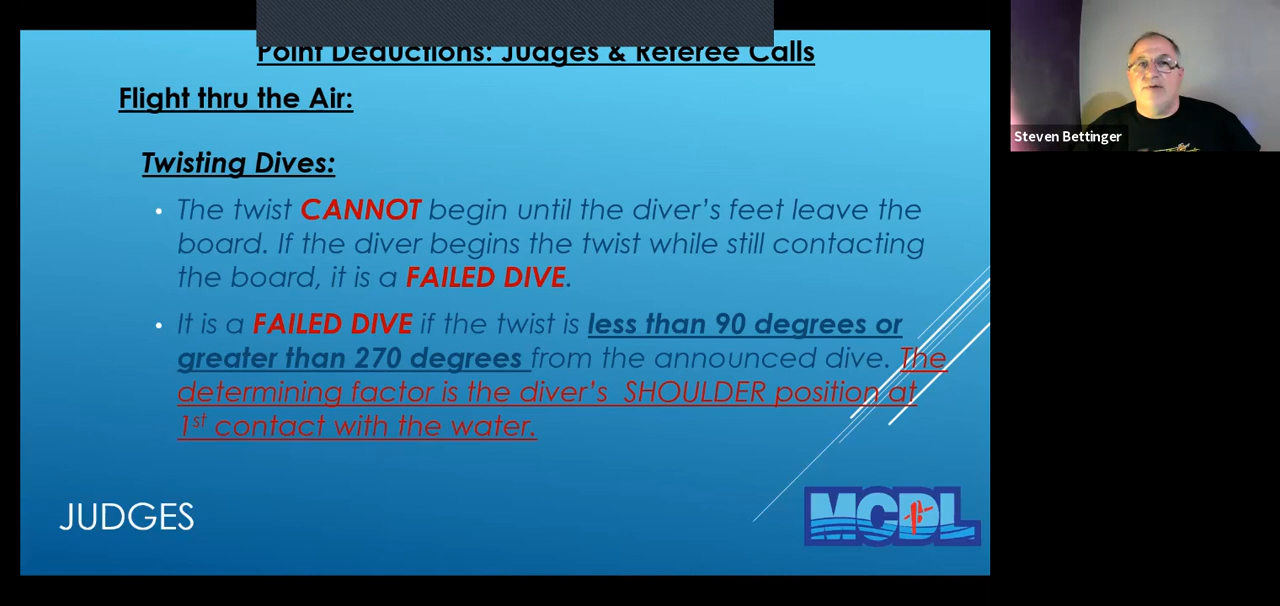 Point Deductions: Judges & Referee Calls
Steven Bettinger
Flight thru the Air:
Twisting Dives:
• The twist CANNOT begin until the diver's feet leave the
board. If the diver begins the twist while still contacting
the board, it is a FAILED DIVE.
• It is a FAILED DIVE if the twist is less than 90 degrees or
greater than 270 degrees from the announced dive. The
determining factor is the diver's  SHOULDER position at
1st contact with the water.
JUDGES
MCDL